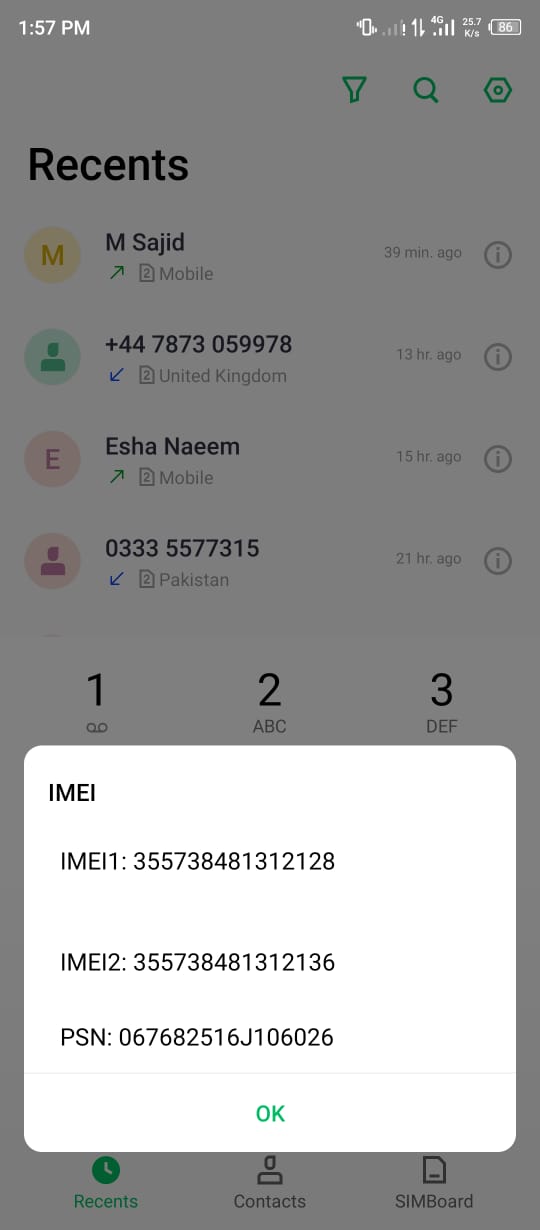 1:57 PM
4G 25.7 K/s 86
Recents
M
M Sajid
39 min. ago
2 Mobile
+44 7873 059978
13 hr. ago
2 United Kingdom
E
Esha Naeem
15 hr. ago
2 Mobile
0333 5577315
21 hr. ago
2 Pakistan
1 2 3
ABC DEF
IMEI
IMEI1: 355738481312128
IMEI2: 355738481312136
PSN: 067682516J106026
OK
Recents Contacts SIMBoard